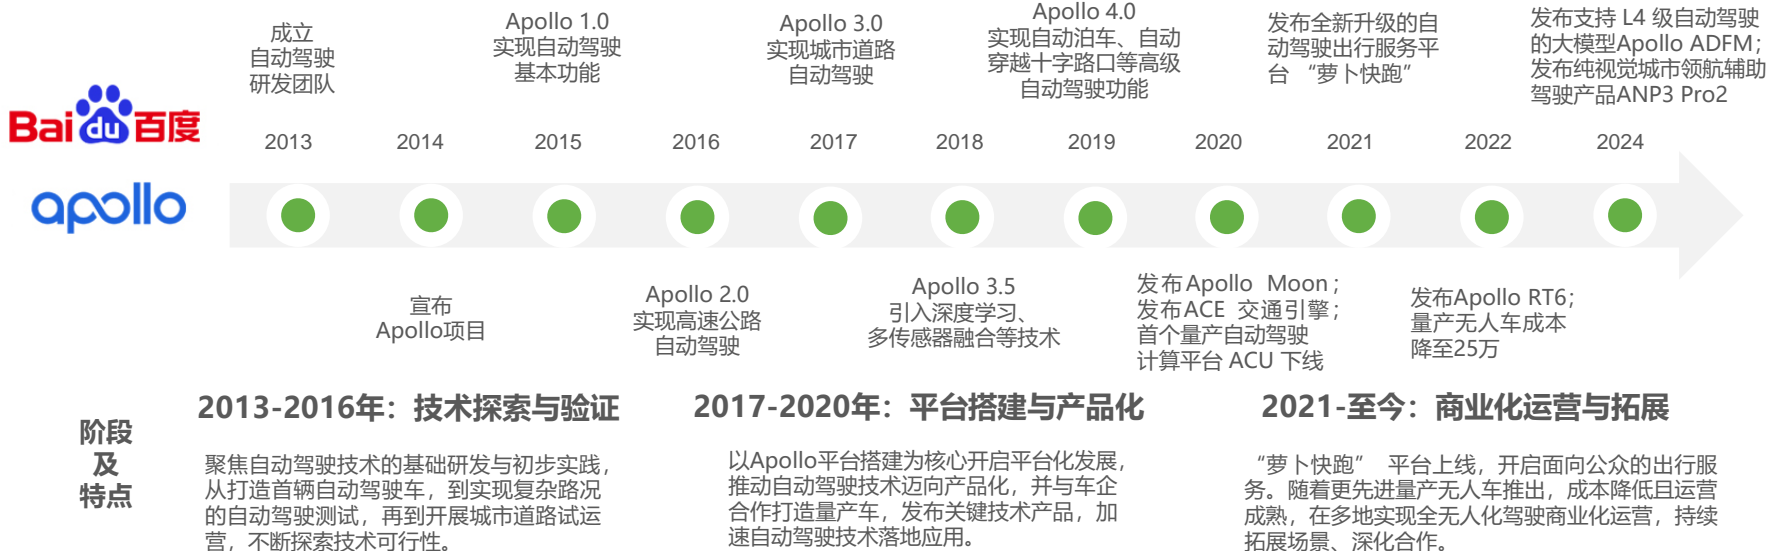 成立
自动驾驶
研发团队
Apollo 1.0
实现自动驾驶
基本功能
Apollo 3.0
实现城市道路
自动驾驶
Apollo 4.0
实现自动泊车、自动
穿越十字路口等高级
自动驾驶功能
发布全新升级的自
动驾驶出行服务平
台 “萝卜快跑”
发布支持 L4 级自动驾驶
的大模型Apollo ADFM；
发布纯视觉城市领航辅助
驾驶产品ANP3 Pro2
Bai du 百度
2013 2014 2015 2016 2017 2018 2019 2020 2021 2022 2024
apollo
宣布
Apollo项目
Apollo 2.0
实现高速公路
自动驾驶
Apollo 3.5
引入深度学习、
多传感器融合等技术
发布Apollo Moon；
发布ACE 交通引擎；
首个量产自动驾驶
计算平台 ACU 下线
发布Apollo RT6；
量产无人车成本
降至25万
阶段
及
特点
2013-2016年：技术探索与验证
聚焦自动驾驶技术的基础研发与初步实践，
从打造首辆自动驾驶车，到实现复杂路况
的自动驾驶测试，再到开展城市道路试运
营，不断探索技术可行性。
2017-2020年：平台搭建与产品化
以Apollo平台搭建为核心开启平台化发展，
推动自动驾驶技术迈向产品化，并与车企
合作打造量产车，发布关键技术产品，加
速自动驾驶技术落地应用。
2021-至今：商业化运营与拓展
“萝卜快跑” 平台上线，开启面向公众的出行服
务。随着更先进量产无人车推出，成本降低且运营
成熟，在多地实现全无人化驾驶商业化运营，持续
拓展场景、深化合作。